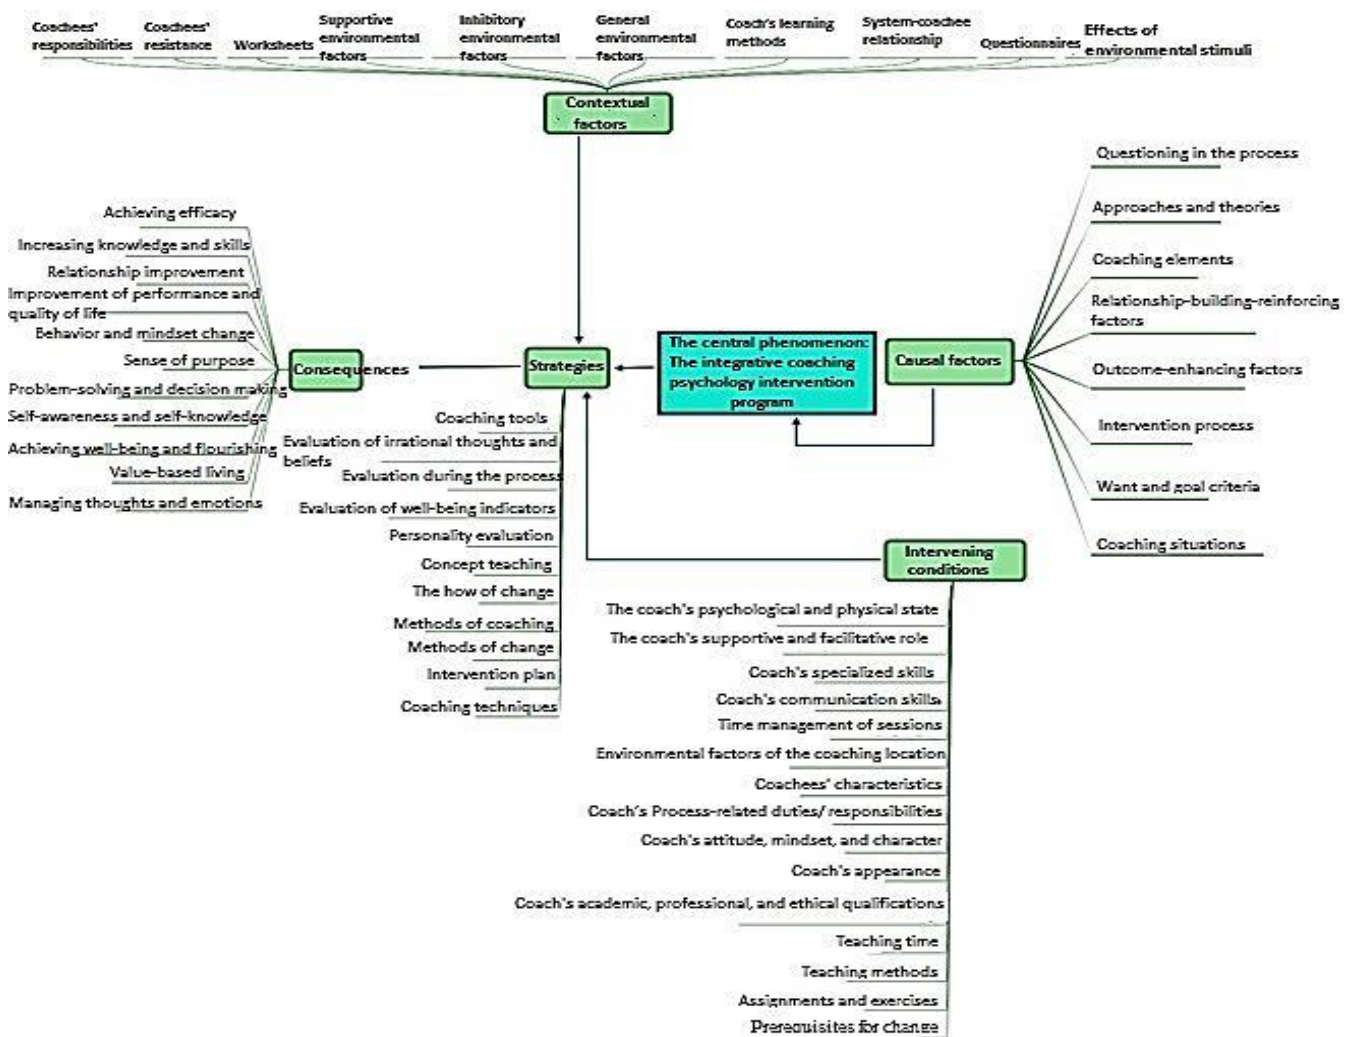 Coachees'
responsibilities
Coachees'
resistance
Worksheets
Supportive
environmental
factors
Inhibitory
environmental
factors
General
environmental
factors
Coach's learning
methods
System-coachee
relationship
Questionnaires
Effects of
environmental stimuli
Contextual
factors
Questioning in the process
Approaches and theories
Coaching elements
Relationship-building-reinforcing
factors
Outcome-enhancing factors
Intervention process
Want and goal criteria
Coaching situations
Causal factors
The central phenomenon:
The integrative coaching
psychology intervention
program
Strategies
Consequences
Achieving efficacy
Increasing knowledge and skills
Relationship improvement
Improvement of performance and
quality of life
Behavior and mindset change
Sense of purpose
Problem-solving and decision making
Self-awareness and self-knowledge
Achieving well-being and flourishing
Value-based living
Managing thoughts and emotions
Coaching tools
Evaluation of irrational thoughts and
beliefs
Evaluation during the process
Evaluation of well-being indicators
Personality evaluation
Concept teaching
The how of change
Methods of coaching
Methods of change
Intervention plan
Coaching techniques
Intervening
conditions
The coach's psychological and physical state
The coach's supportive and facilitative role
Coach's specialized skills
Coach's communication skills
Time management of sessions
Environmental factors of the coaching location
Coachees' characteristics
Coach's Process-related duties/ responsibilities
Coach's attitude, mindset, and character
Coach's appearance
Coach's academic, professional, and ethical qualifications
Teaching time
Teaching methods
Assignments and exercises
Prerequisites for change